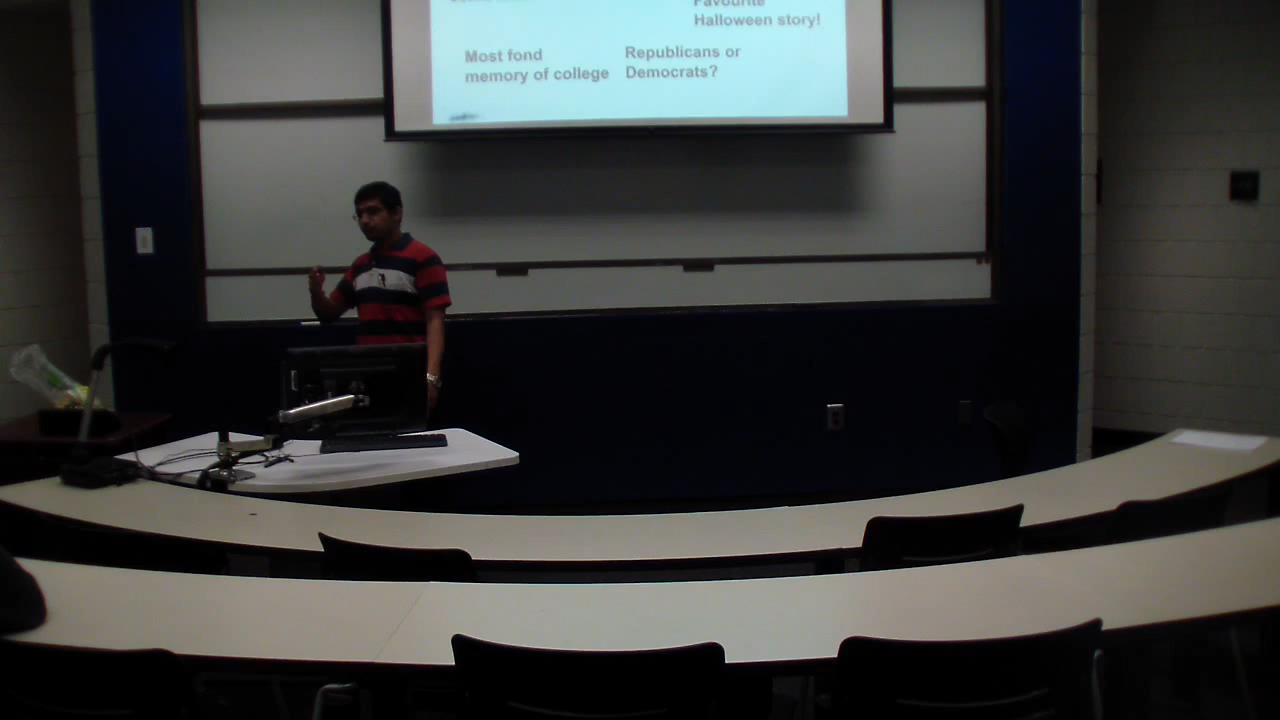 Favourite
Halloween story!
Most fond
memory of college
Republicans or
Democrats?